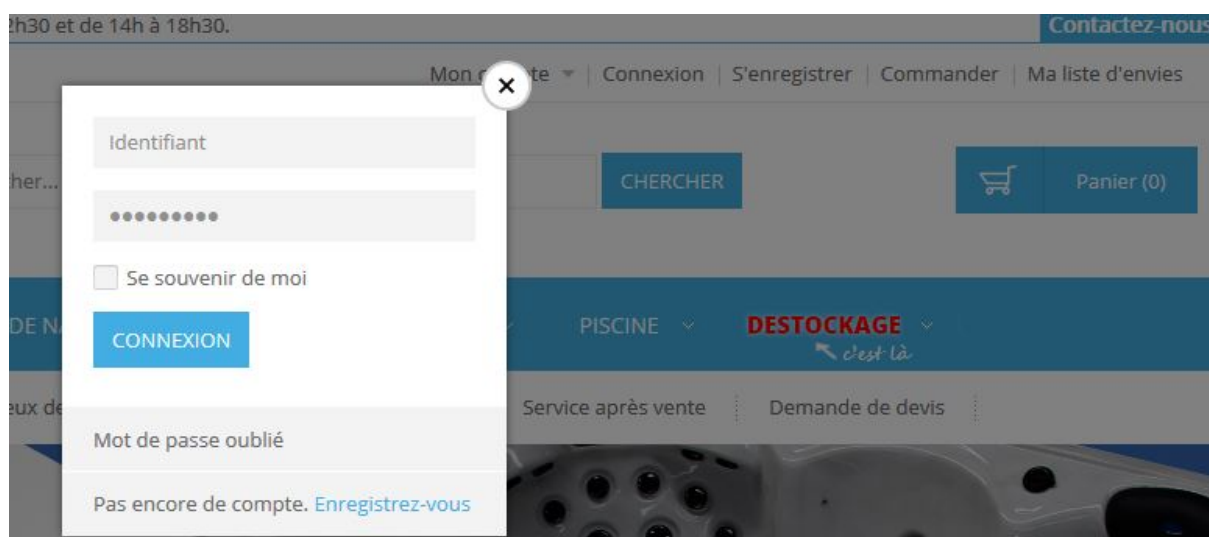 2h30 et de 14h à 18h30.
Contactez-nous
Mon Connexion S'enregistrer Commander Ma liste d'envies
Identifiant
CHERCHER
Panier (0)
•••••••••
Se souvenir de moi
CONNEXION
PISCINE
DESTOCKAGE
c'est là
Service après vente
Demande de devis
Mot de passe oublié
Pas encore de compte. Enregistrez-vous